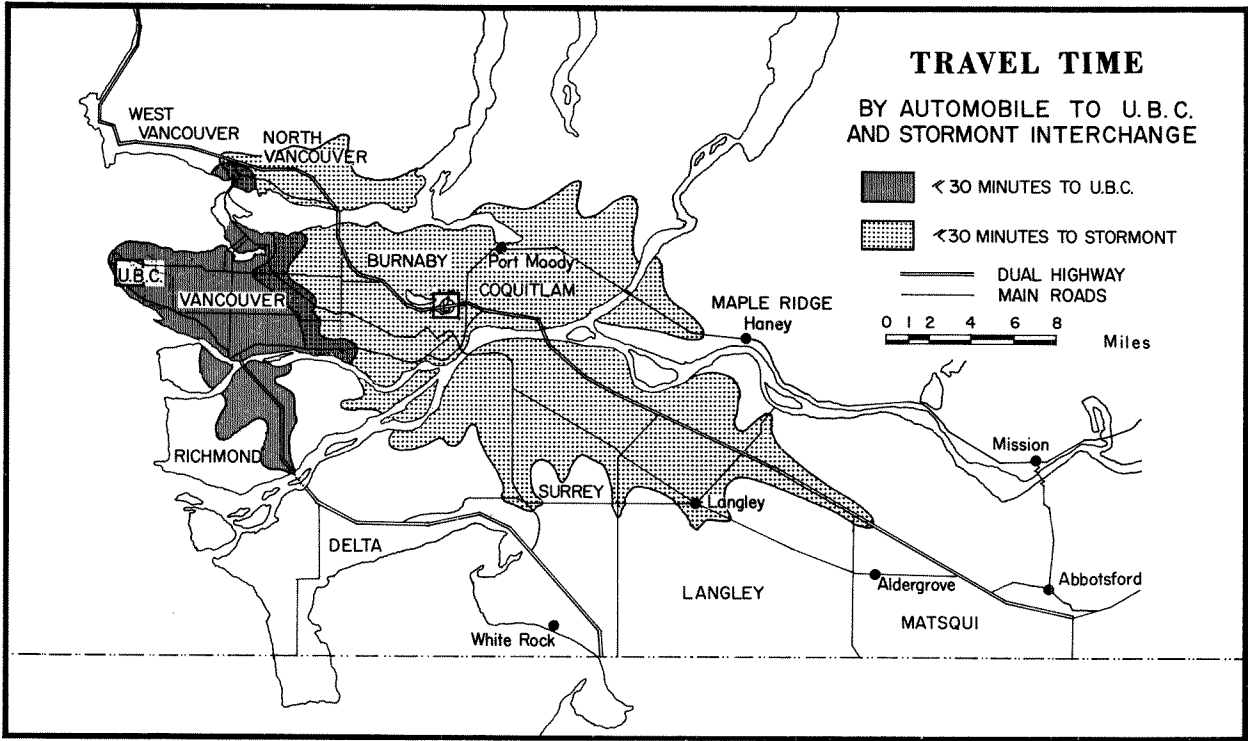 TRAVEL TIME
BY AUTOMOBILE TO U.B.C.
AND STORMONT INTERCHANGE
< 30 MINUTES TO U.B.C.
<30 MINUTES TO STORMONT
DUAL HIGHWAY
MAIN ROADS
0 1 2 4 6 8
Miles
WEST
VANCOUVER
NORTH
VANCOUVER
BURNABY
Port Moody
COQUITLAM
U.B.C.
VANCOUVER
MAPLE RIDGE
Haney
RICHMOND
Mission
SURREY
Langley
DELTA
LANGLEY
Aldergrove
Abbotsford
MATSQUI
White Rock